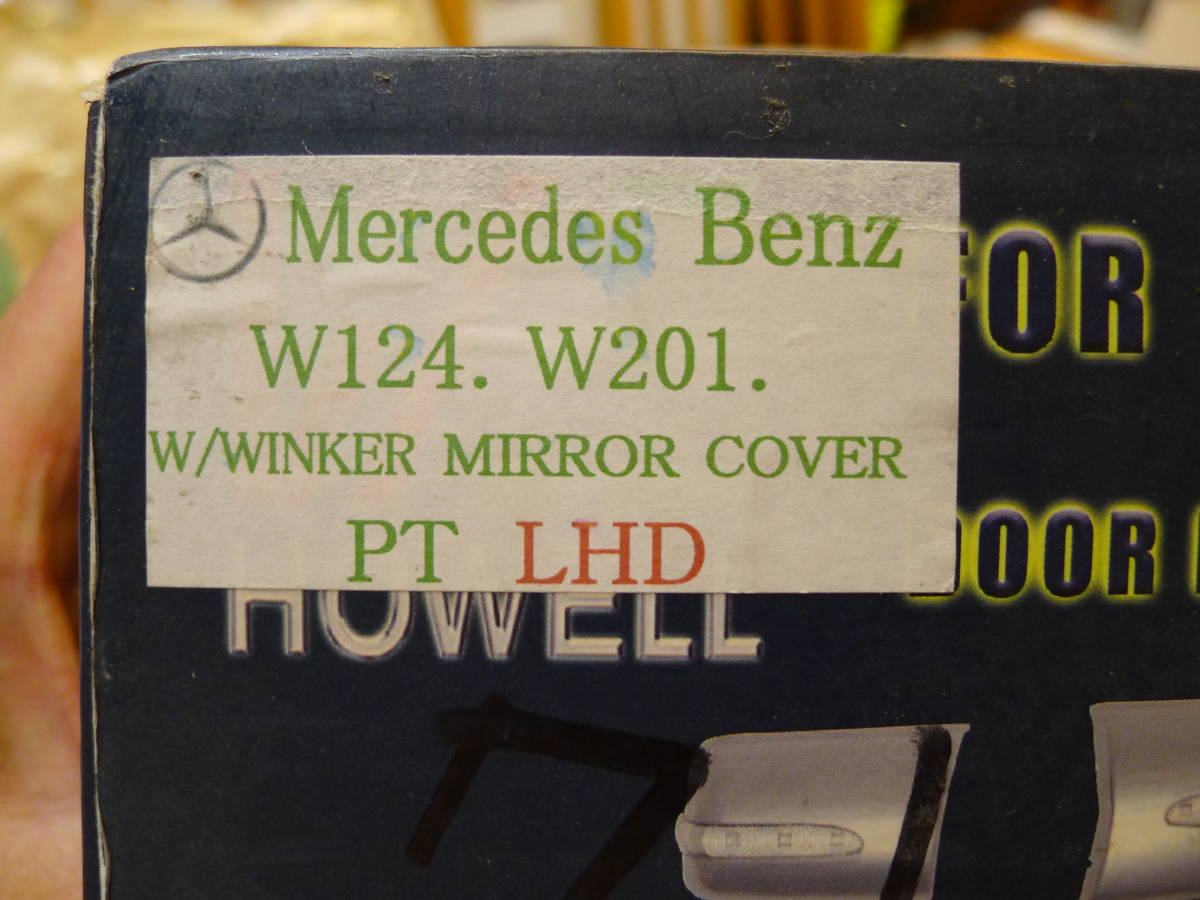 Mercedes Benz
W124. W201.
W/WINKER MIRROR COVER
PT LHD
FOR
DOOR
HOWELL